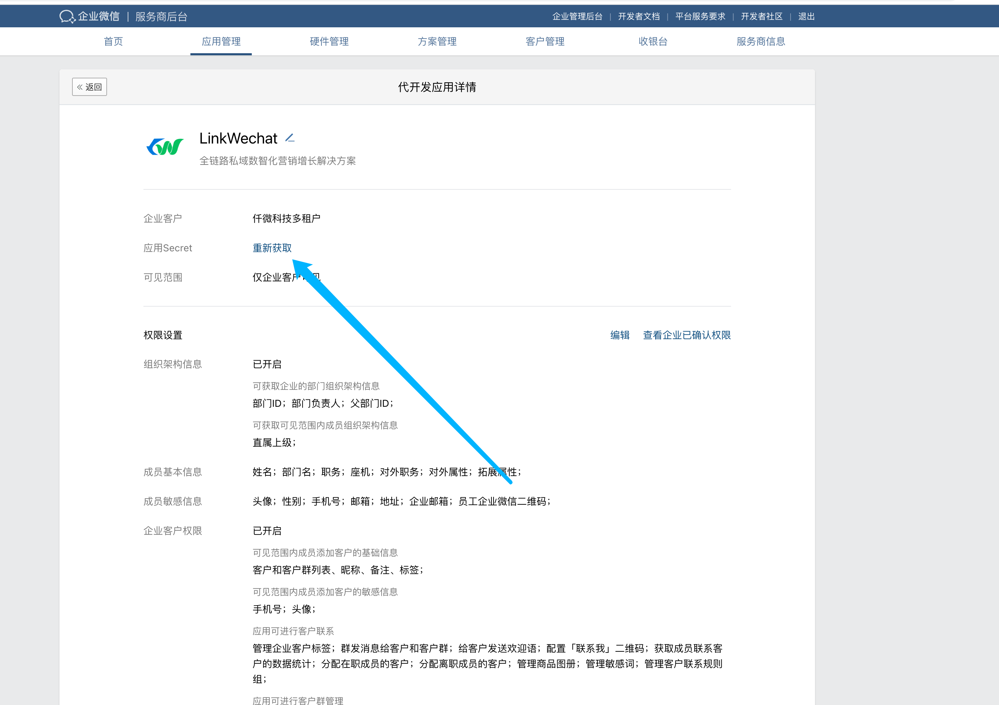 企业微信 | 服务商后台
企业管理后台 | 开发者文档 | 平台服务要求 | 开发者社区 | 退出
首页 应用管理 硬件管理 方案管理 客户管理 收银台 服务商信息
« 返回
代开发应用详情
LinkWechat
全链路私域数智化营销增长解决方案
企业客户 仟微科技多租户
应用Secret 重新获取
可见范围 仅企业客户可见
权限设置 编辑 查看企业已确认权限
组织架构信息 已开启
可获取企业的部门组织架构信息
部门ID；部门负责人；父部门ID；
可获取可见范围内成员组织架构信息
直属上级；
成员基本信息 姓名；部门名；职务；座机；对外职务；对外属性；拓展属性；
成员敏感信息 头像；性别；手机号；邮箱；地址；企业邮箱；员工企业微信二维码；
企业客户权限 已开启
可见范围内成员添加客户的基础信息
客户和客户群列表、昵称、备注、标签；
可见范围内成员添加客户的敏感信息
手机号；头像；
应用可进行客户联系
管理企业客户标签；群发消息给客户和客户群；给客户发送欢迎语；配置「联系我」二维码；获取成员联系客
户的数据统计；分配在职成员的客户；分配离职成员的客户；管理商品图册；管理敏感词；管理客户联系规则
组；
应用可进行客户群管理